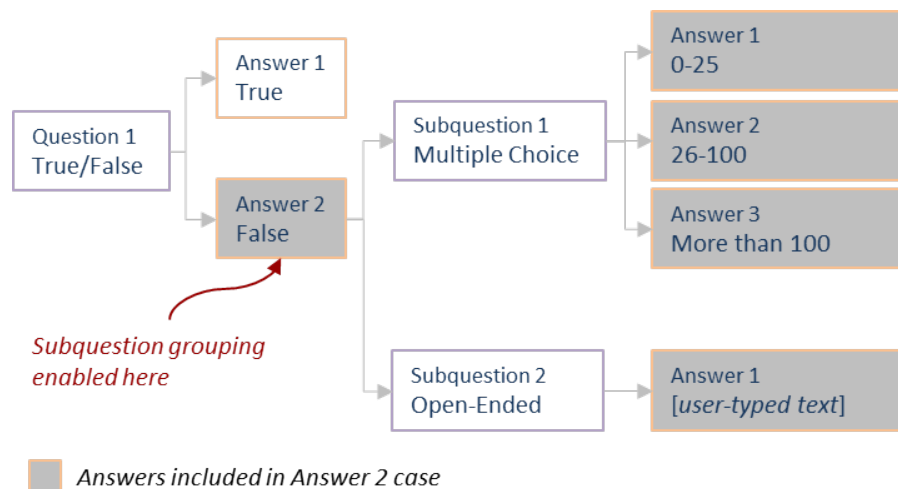 Question 1
True/False
Answer 1
True
Answer 2
False
Subquestion grouping
enabled here
Subquestion 1
Multiple Choice
Answer 1
0-25
Answer 2
26-100
Answer 3
More than 100
Subquestion 2
Open-Ended
Answer 1
[user-typed text]
Answers included in Answer 2 case